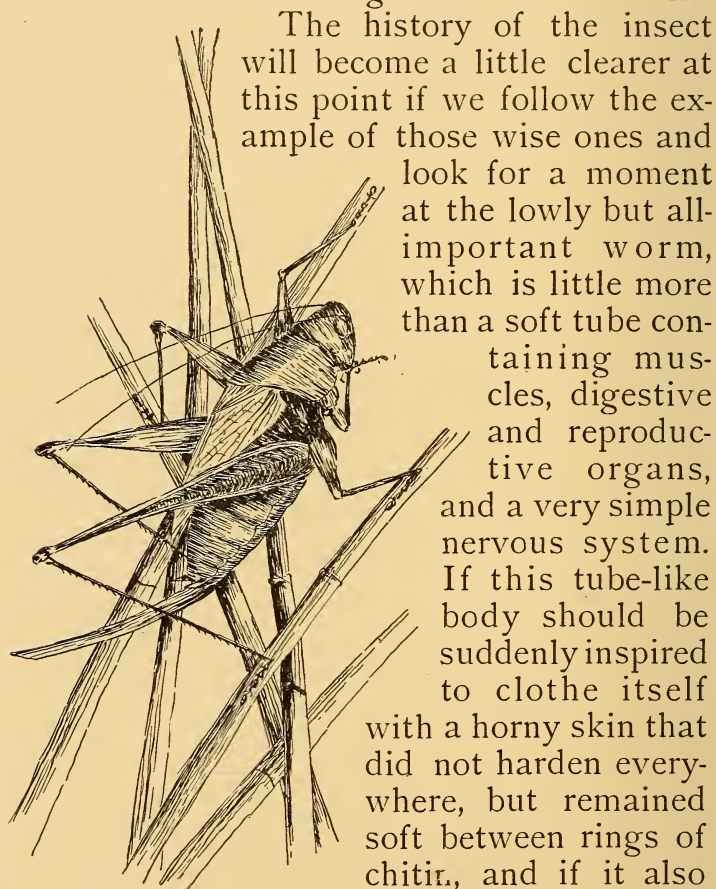 The history of the insect
will become a little clearer at
this point if we follow the ex-
ample of those wise ones and
look for a moment
at the lowly but all-
important worm,
which is little more
than a soft tube con-
taining mus-
cles, digestive
and reproduc-
tive organs,
and a very simple
nervous system.
If this tube-like
body should be
suddenly inspired
to clothe itself
with a horny skin that
did not harden every-
where, but remained
soft between rings of
chitin, and if it also